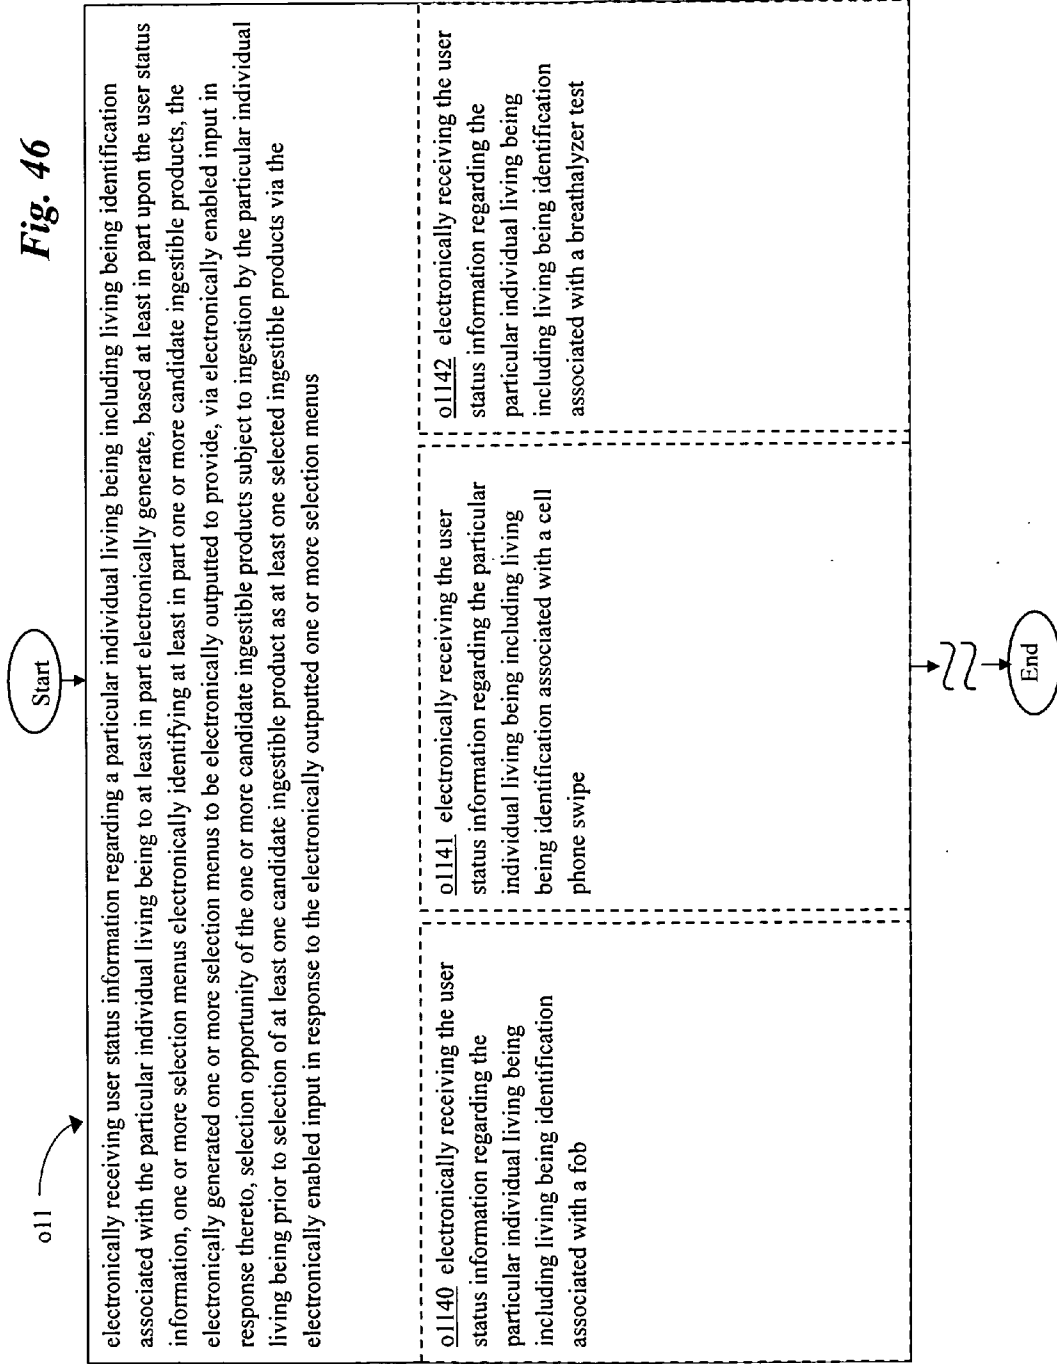 Fig. 46
Start
o11
electronically receiving user status information regarding a particular individual living being including living being identification
associated with the particular individual living being to at least in part electronically generate, based at least in part upon the user status
information, one or more selection menus electronically identifying at least in part one or more candidate ingestible products, the
electronically generated one or more selection menus to be electronically outputted to provide, via electronically enabled input in
response thereto, selection opportunity of the one or more candidate ingestible products subject to ingestion by the particular individual
living being prior to selection of at least one candidate ingestible product as at least one selected ingestible products via the
electronically enabled input in response to the electronically outputted one or more selection menus
o1140 electronically receiving the user
status information regarding the
particular individual living being
including living being identification
associated with a fob
o1141 electronically receiving the user
status information regarding the particular
individual living being including living
being identification associated with a cell
phone swipe
o1142 electronically receiving the user
status information regarding the
particular individual living being
including living being identification
associated with a breathalyzer test
End